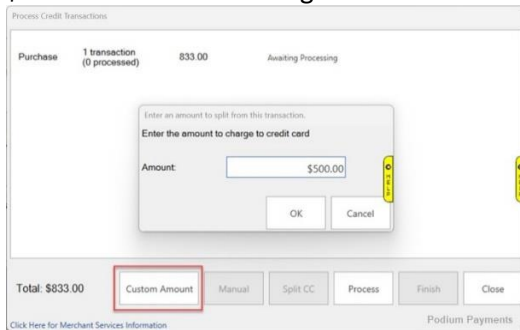 Process Credit Transactions
Purchase 1 transaction 833.00 Awaiting Processing
(0 processed)
Enter an amount to split from this transaction.
Enter the amount to charge to credit card
Amount: $500.00
OK Cancel
Total: $833.00 Custom Amount Manual Split CC Process Finish Close
Click Here for Merchant Services Information Podium Payments